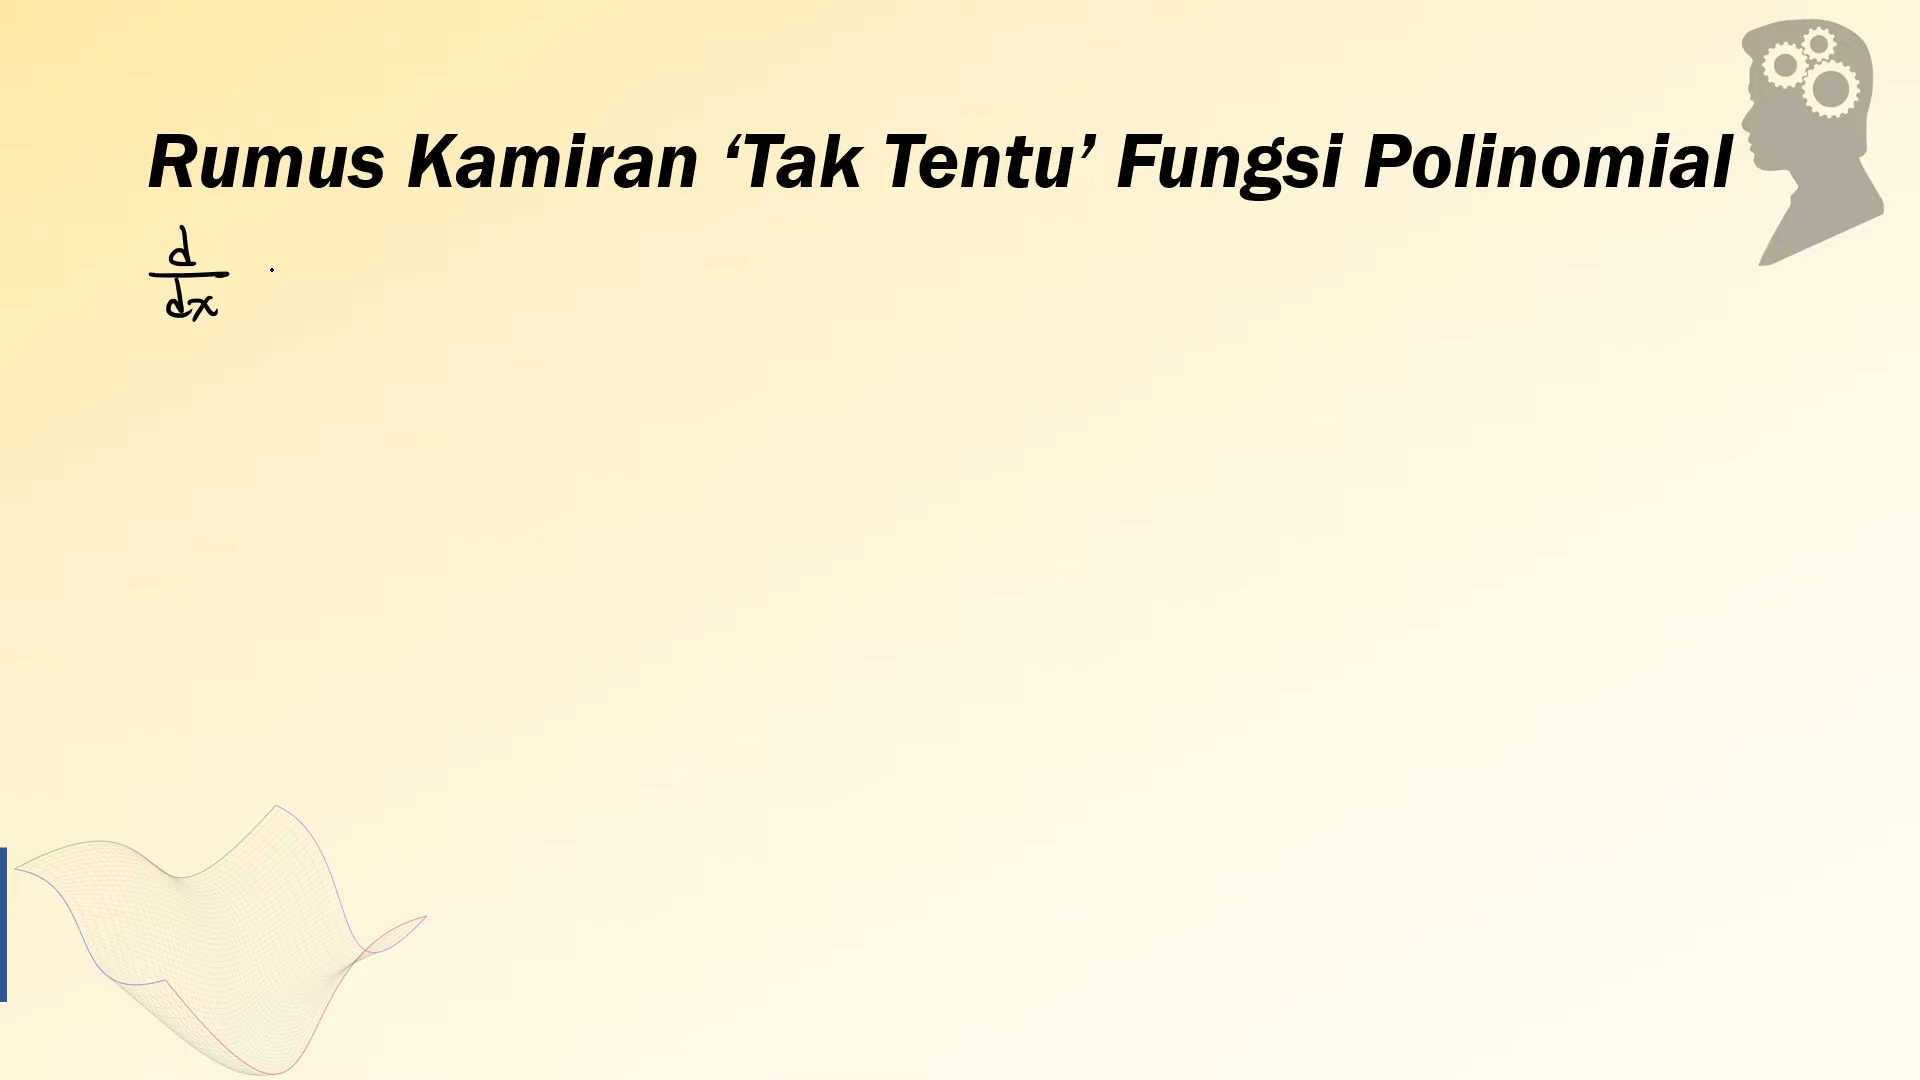 Rumus Kamiran ‘Tak Tentu’ Fungsi Polinomial
d
dx